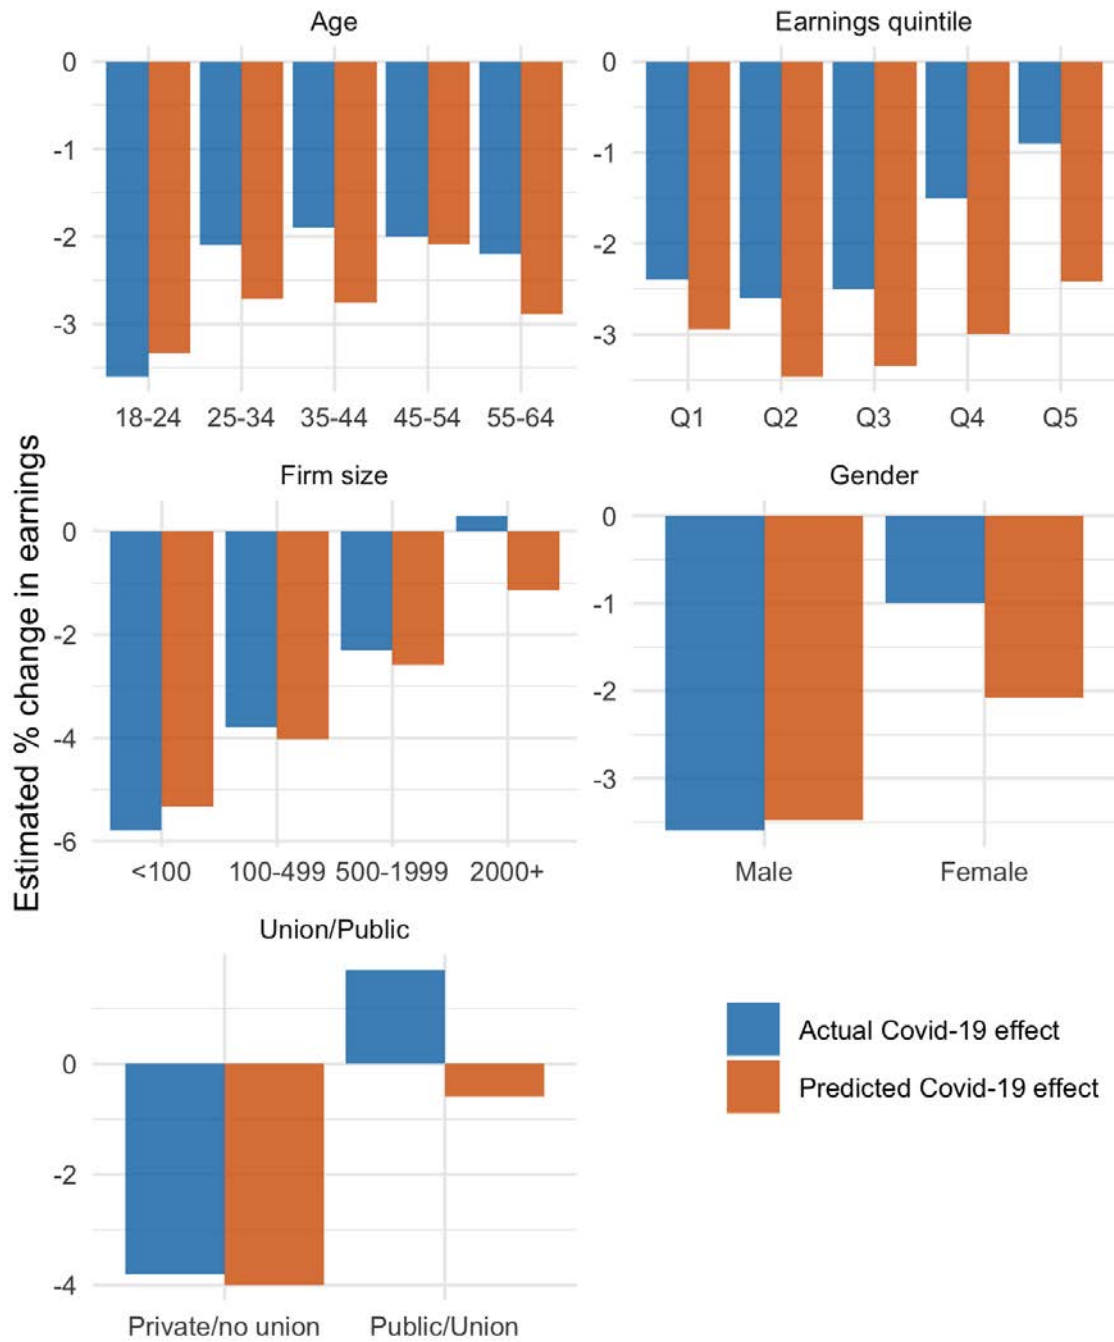 Age
0
-1
-2
-3
18-24 25-34 35-44 45-54 55-64
Earnings quintile
0
-1
-2
-3
Q1 Q2 Q3 Q4 Q5
Estimated % change in earnings
Firm size
0
-2
-4
-6
<100 100-499 500-1999 2000+
Gender
0
-1
-2
-3
Male Female
Union/Public
0
-2
-4
Private/no union Public/Union
Actual Covid-19 effect
Predicted Covid-19 effect